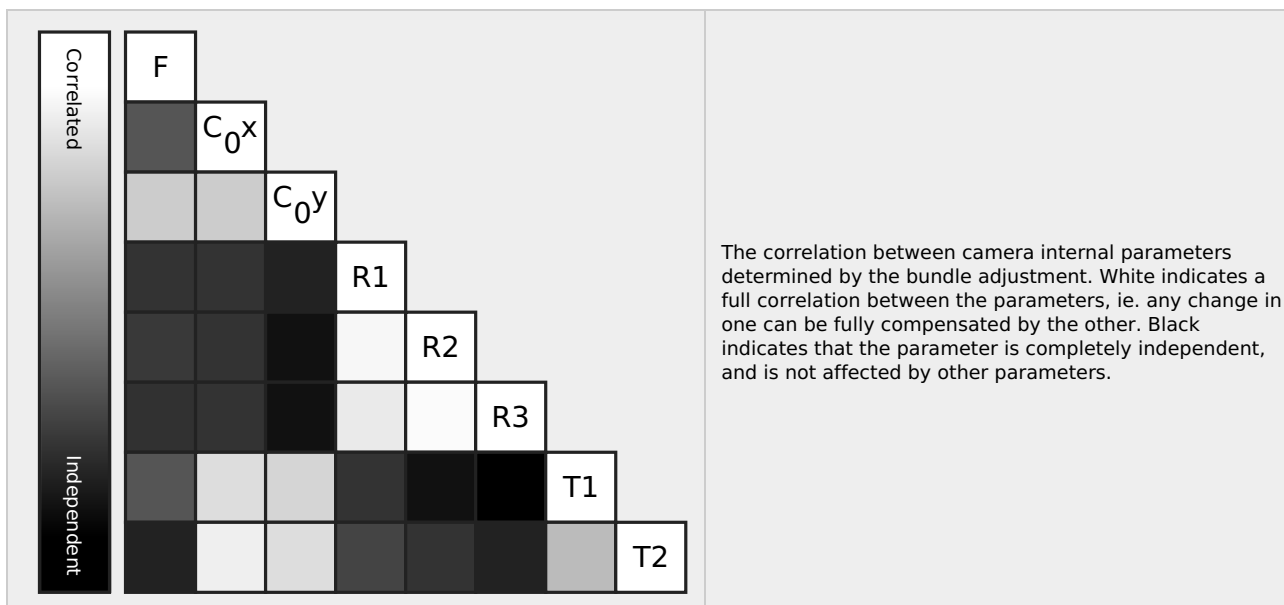 Correlated
Independent
F
C0x
C0y
R1
R2
R3
T1
T2
The correlation between camera internal parameters
determined by the bundle adjustment. White indicates a
full correlation between the parameters, ie. any change in
one can be fully compensated by the other. Black
indicates that the parameter is completely independent,
and is not affected by other parameters.